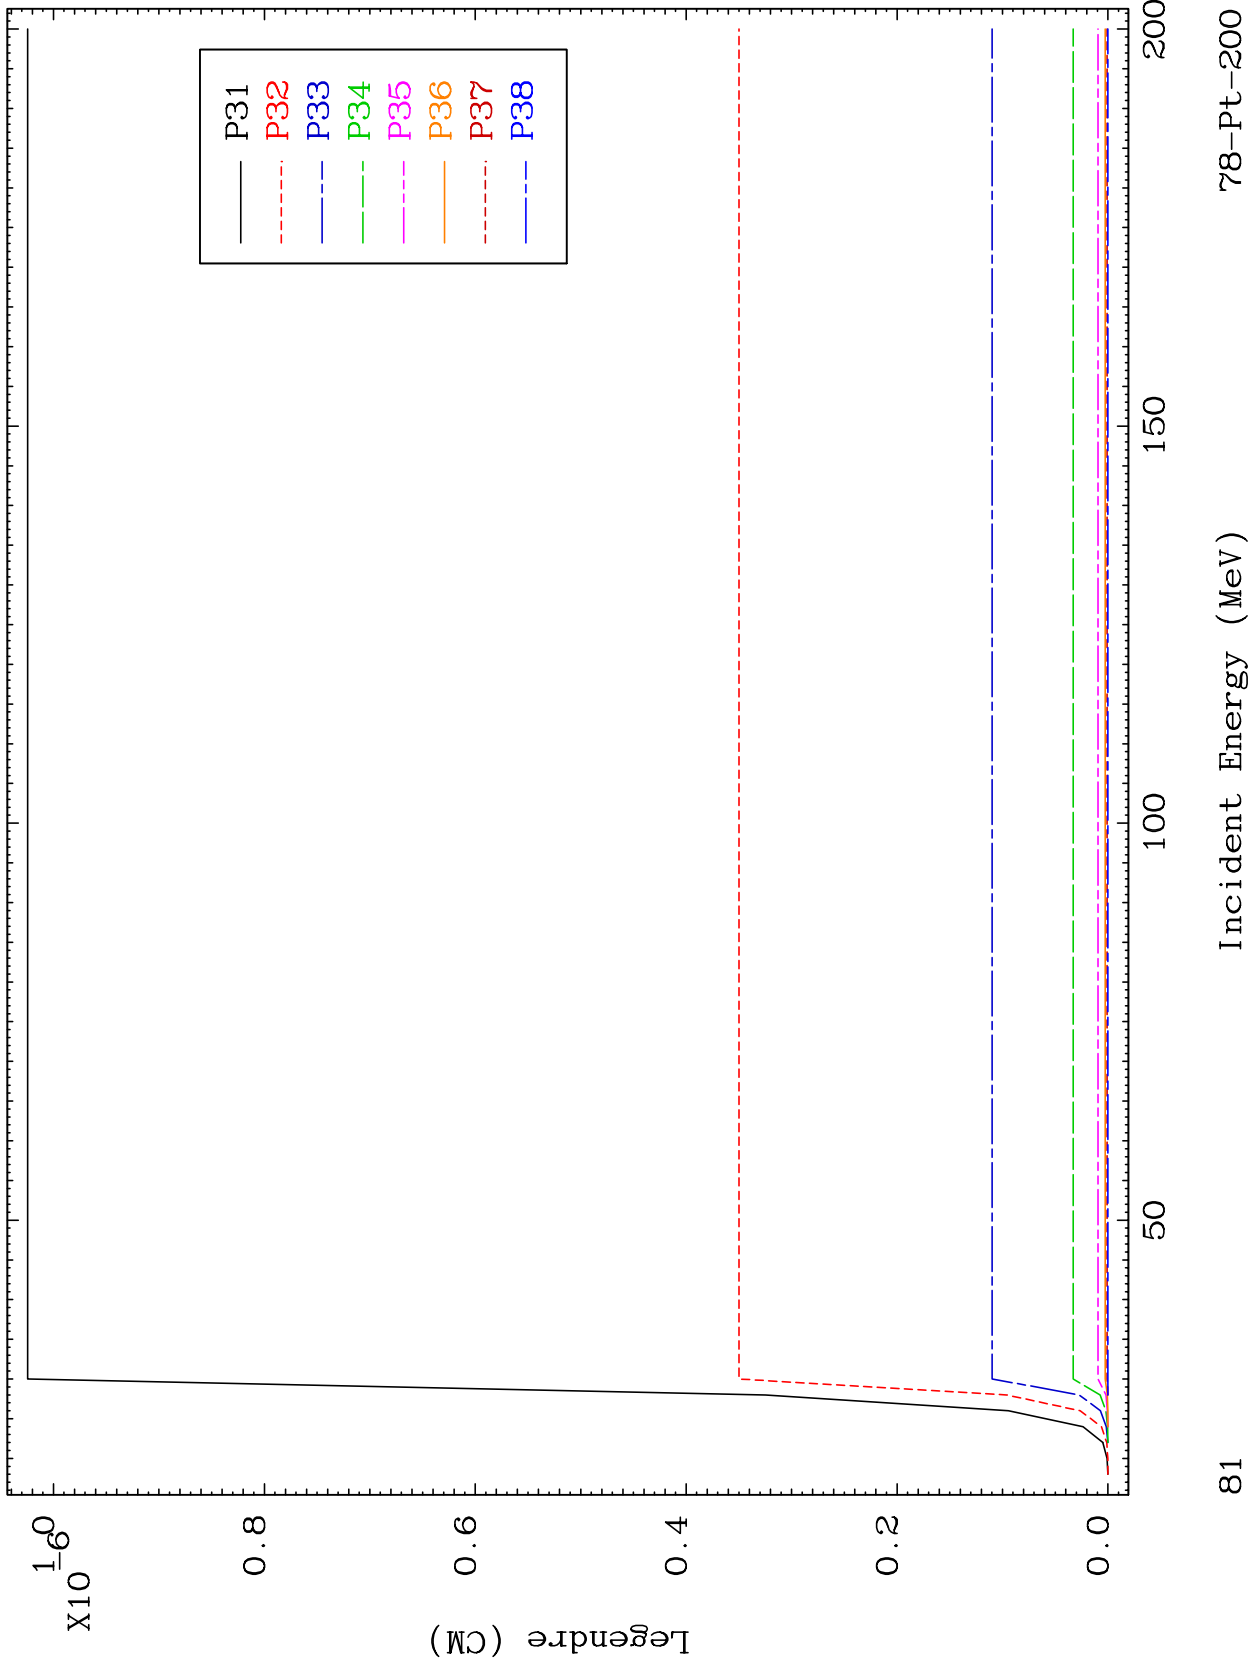 Legendre (CM)
X10
-6
1.0
0.8
0.6
0.4
0.2
0.0
P31
P32
P33
P34
P35
P36
P37
P38
50
100
150
200
81
Incident Energy (MeV)
78-Pt-200